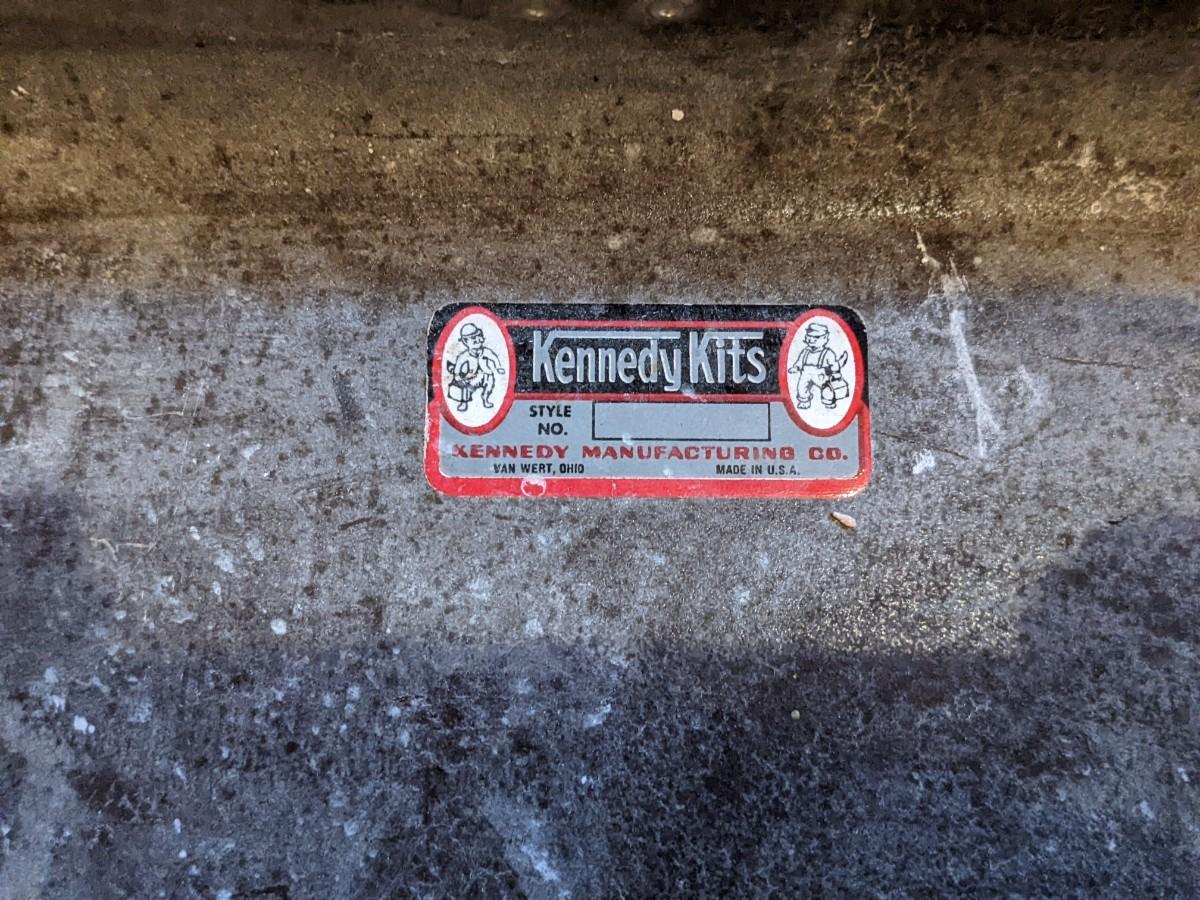 Kennedy Kits
STYLE
NO.
KENNEDY MANUFACTURING CO.
VAN WERT, OHIO MADE IN U.S.A.